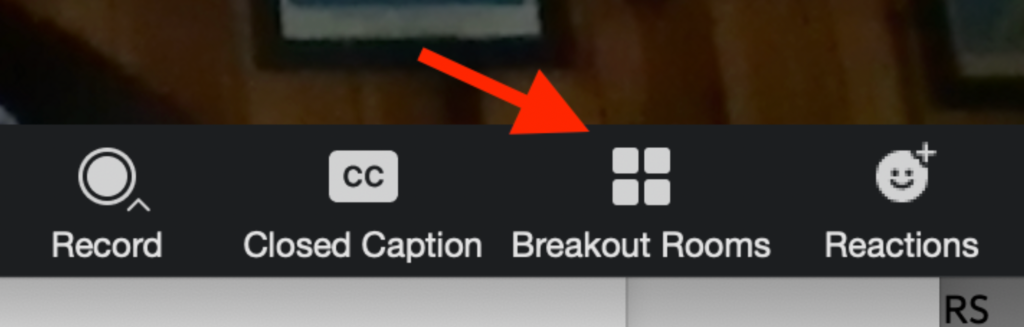 CC
Record
Closed Caption
Breakout Rooms
Reactions
RS